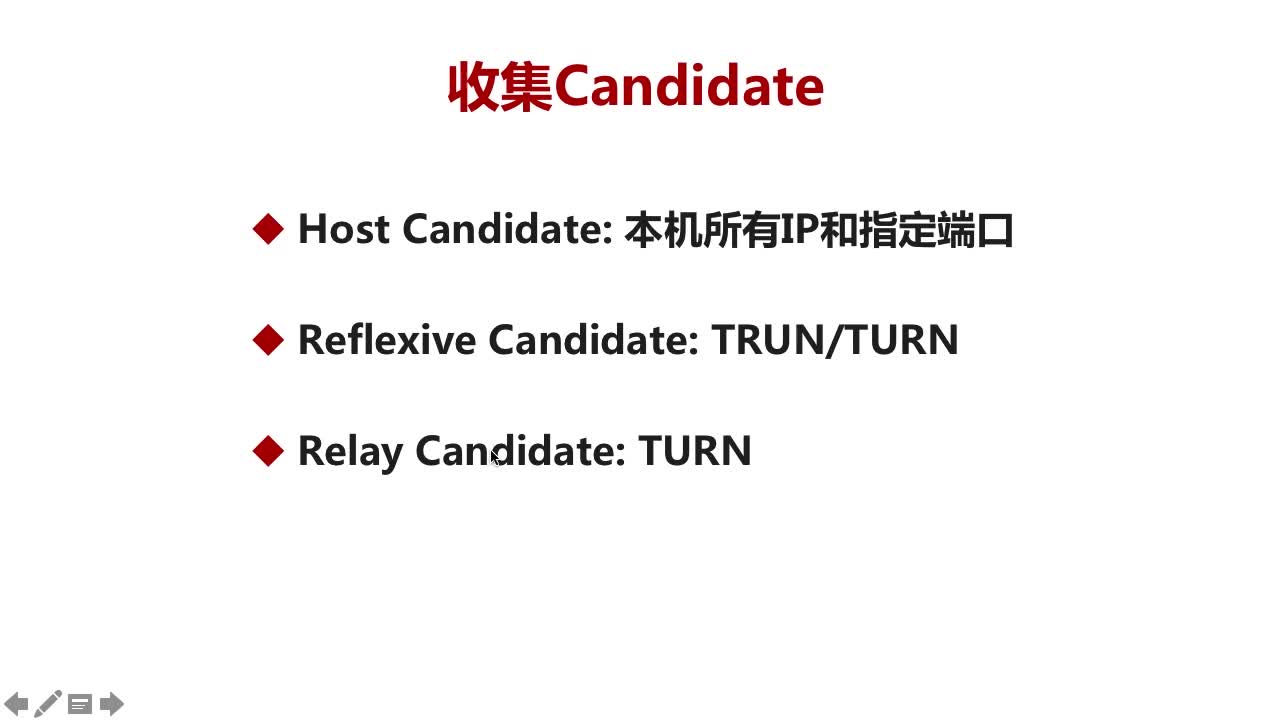 收集Candidate
Host Candidate: 本机所有IP和指定端口
Reflexive Candidate: TRUN/TURN
Relay Candidate: TURN